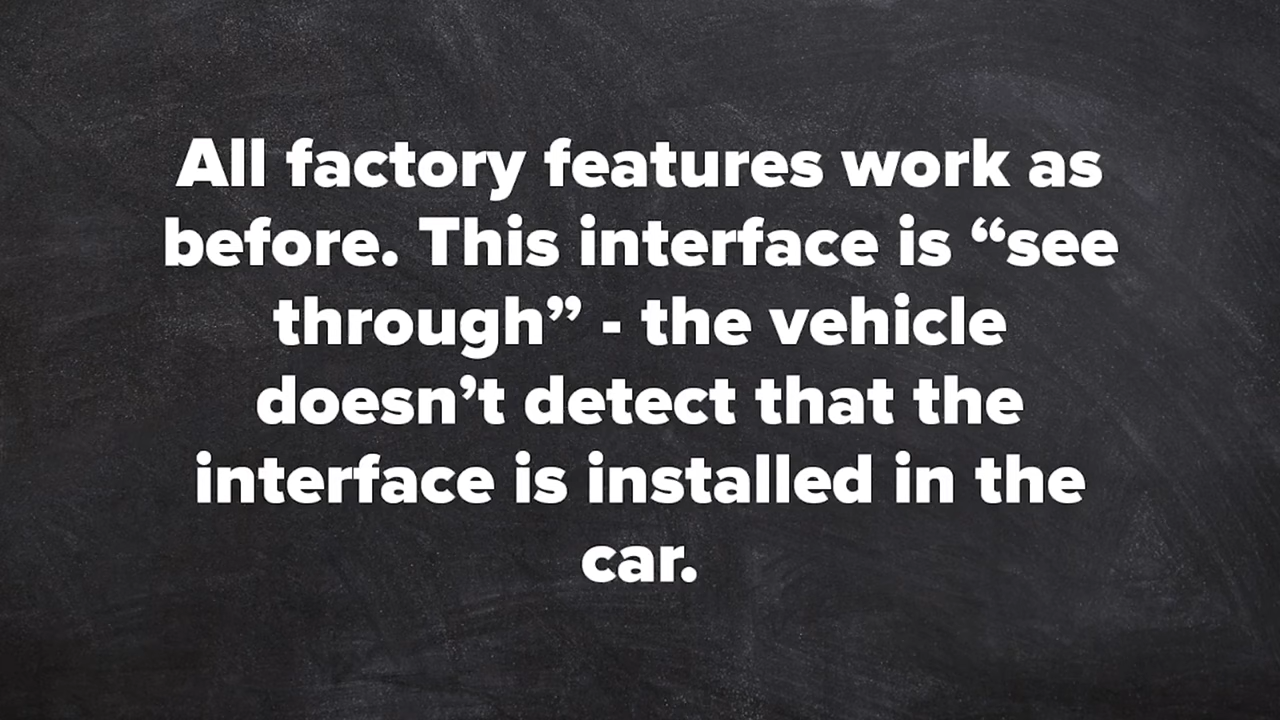 All factory features work as
before. This interface is “see
through” - the vehicle
doesn’t detect that the
interface is installed in the
car.